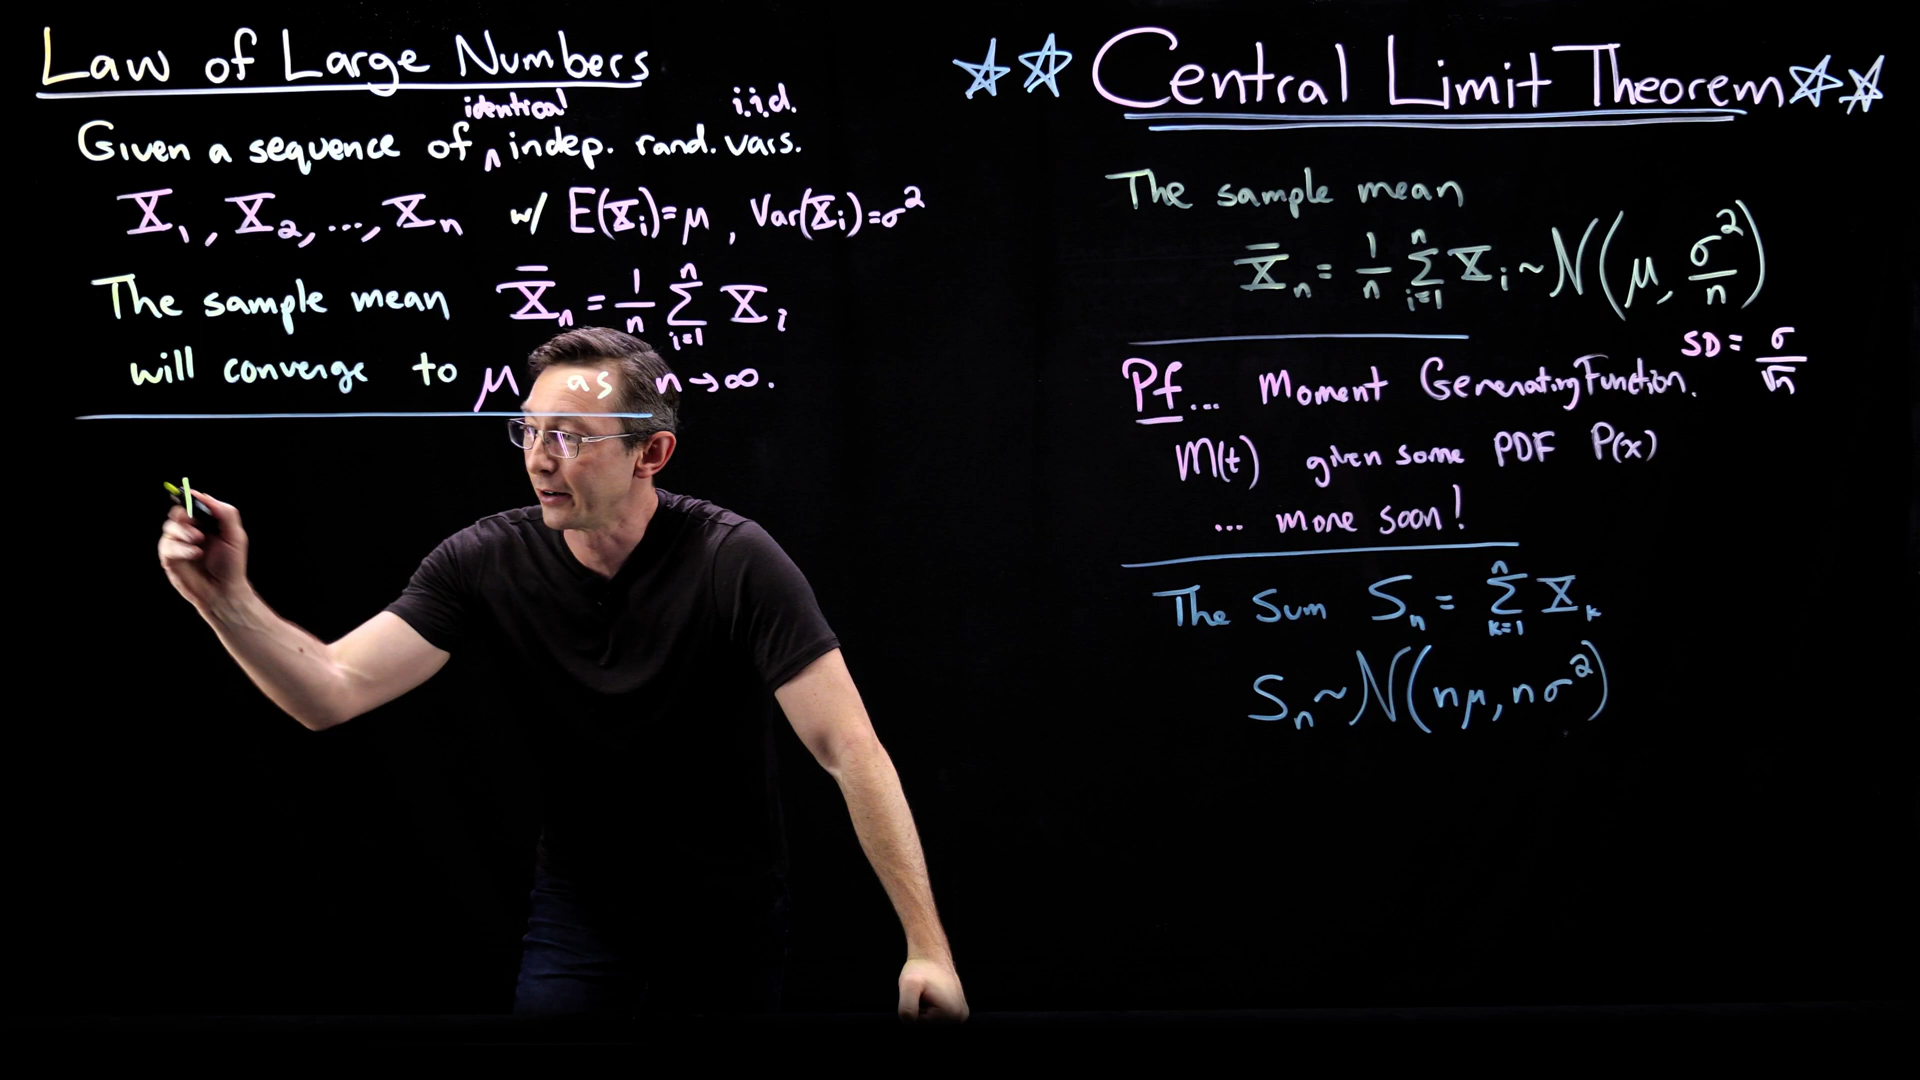 Law of Large Numbers
identical i.i.d.
Given a sequence of ^ indep. rand. vars.
X₁, X₂, ..., Xn w/ E(Xi)=μ, Var(Xi)=σ²
The sample mean X̄n = 1/n Σ_{i=1}^{n} Xi
will converge to μ as n→∞.
☆☆ Central Limit Theorem ☆☆
The sample mean
X̄n = 1/n Σ_{i=1}^{n} Xi ~ N(μ, σ²/n)
SD = σ/√n
Pf... Moment Generating Function.
M(t) given some PDF P(x)
... more soon!
The Sum Sn = Σ_{k=1}^{n} Xk
Sn ~ N(nμ, nσ²)